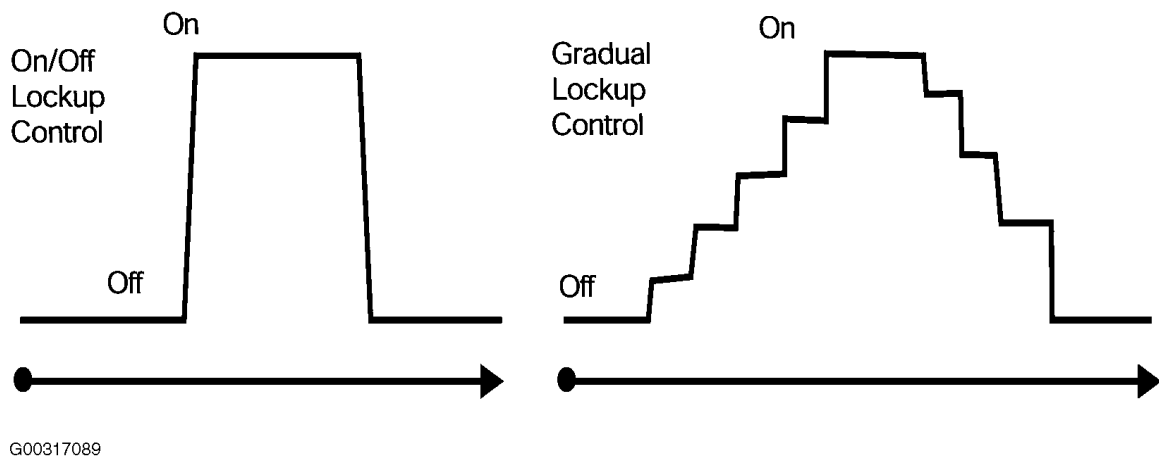 On
On/Off
Lockup
Control
Off
On
Gradual
Lockup
Control
Off
G00317089